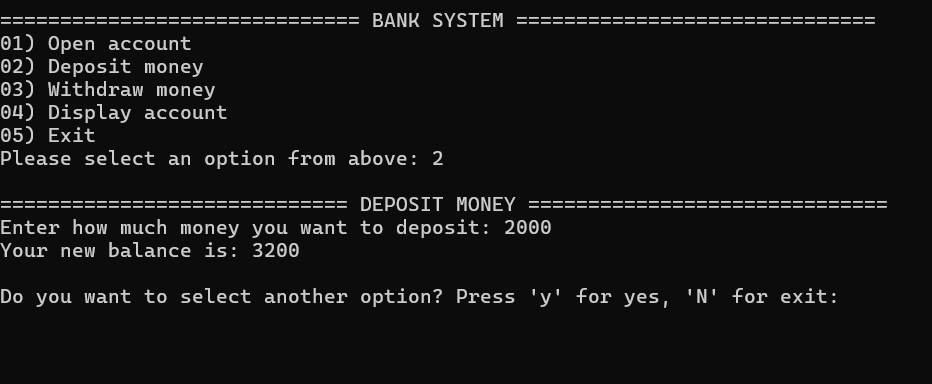 ============================== BANK SYSTEM ==============================
01) Open account
02) Deposit money
03) Withdraw money
04) Display account
05) Exit
Please select an option from above: 2
============================= DEPOSIT MONEY ==============================
Enter how much money you want to deposit: 2000
Your new balance is: 3200
Do you want to select another option? Press 'y' for yes, 'N' for exit: